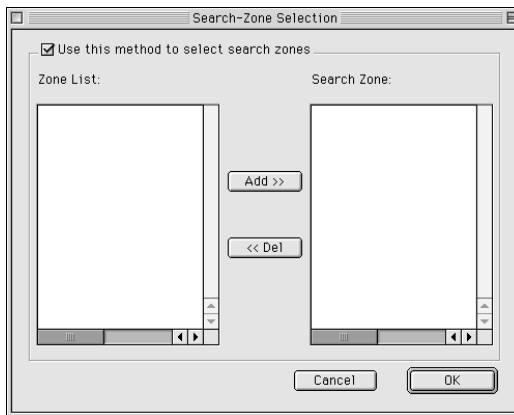 Search-Zone Selection
Use this method to select search zones
Zone List:
Search Zone:
Add >>
<< Del
Cancel
OK